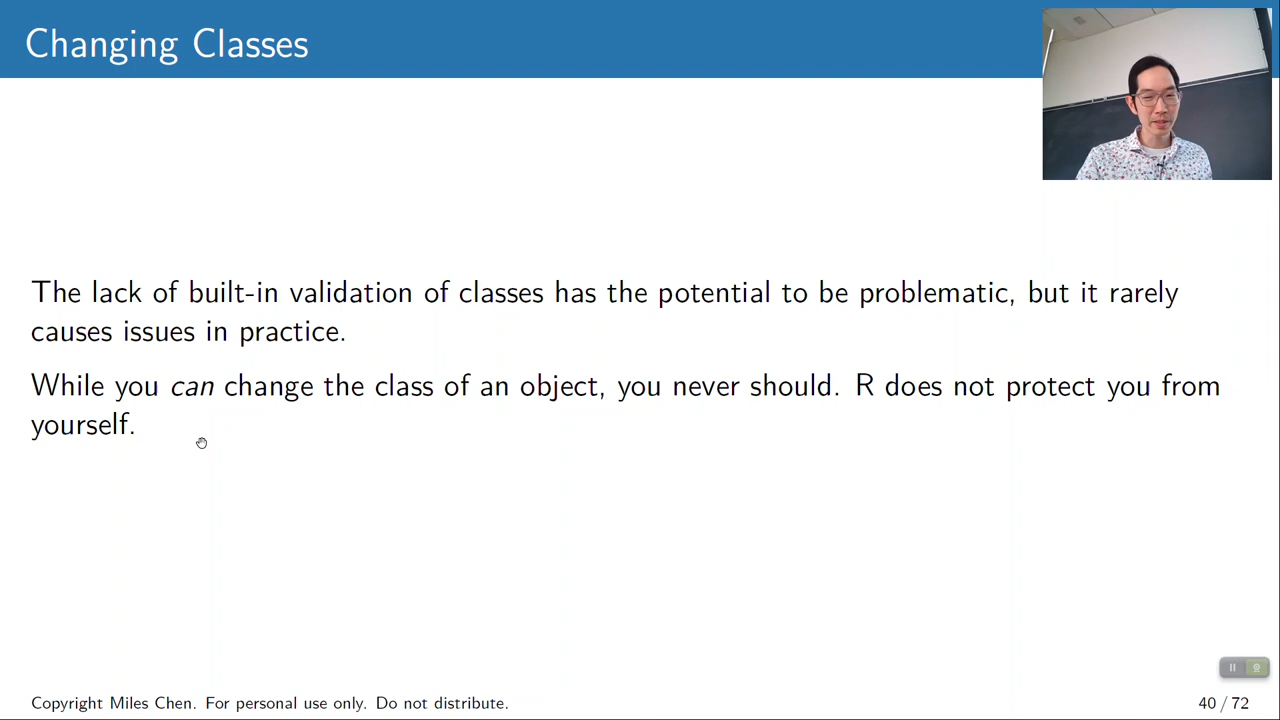 Changing Classes
The lack of built-in validation of classes has the potential to be problematic, but it rarely
causes issues in practice.
While you can change the class of an object, you never should. R does not protect you from
yourself.
Copyright Miles Chen. For personal use only. Do not distribute.
40 / 72